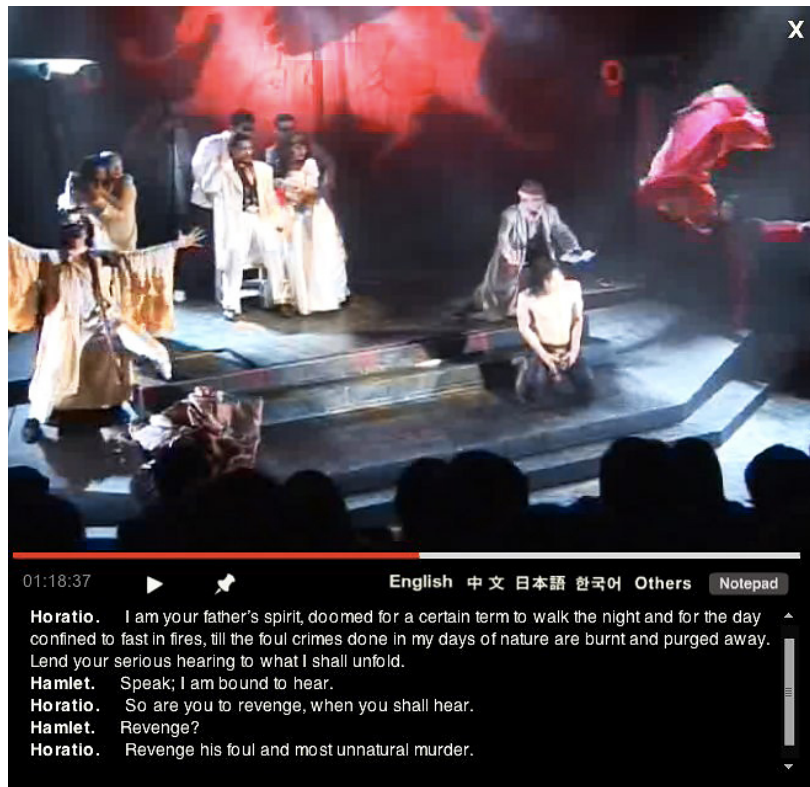 X
01:18:37 English 中文 日本語 한국어 Others Notepad
Horatio. I am your father's spirit, doomed for a certain term to walk the night and for the day
confined to fast in fires, till the foul crimes done in my days of nature are burnt and purged away.
Lend your serious hearing to what I shall unfold.
Hamlet. Speak; I am bound to hear.
Horatio. So are you to revenge, when you shall hear.
Hamlet. Revenge?
Horatio. Revenge his foul and most unnatural murder.